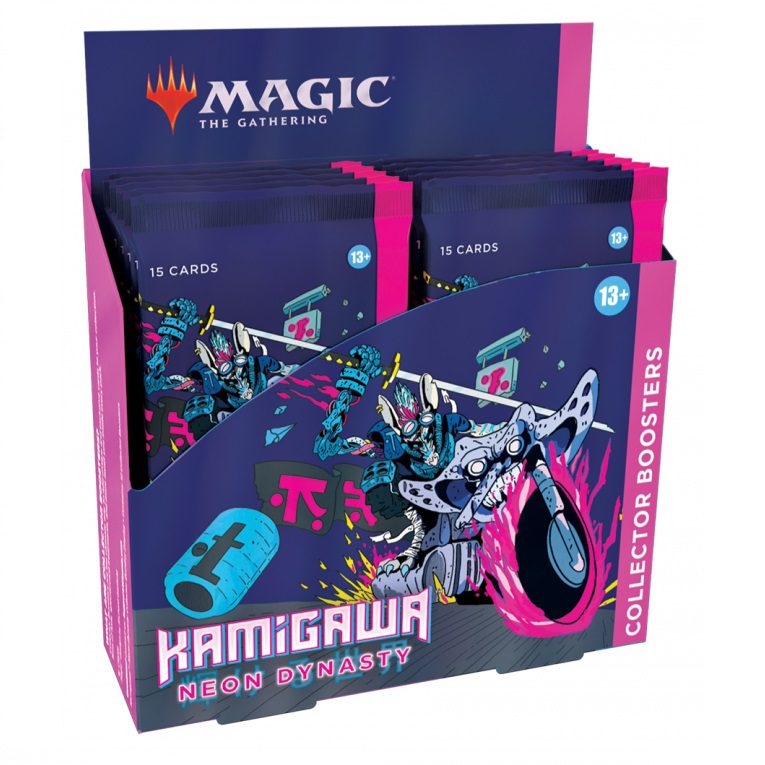 MAGIC
THE GATHERING
15 CARDS
13+
15 CARDS
13+
13+
COLLECTOR BOOSTERS
KAMIGAWA
NEON DYNASTY